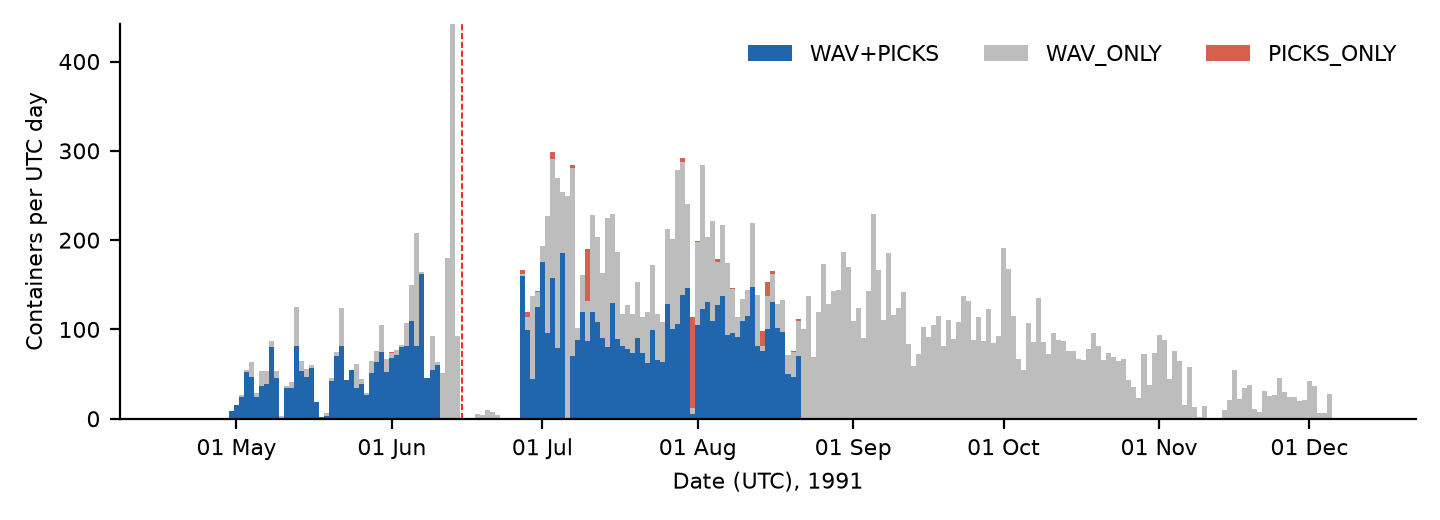 WAV+PICKS WAV_ONLY PICKS_ONLY
Containers per UTC day
400
300
200
100
0
01 May 01 Jun 01 Jul 01 Aug 01 Sep 01 Oct 01 Nov 01 Dec
Date (UTC), 1991